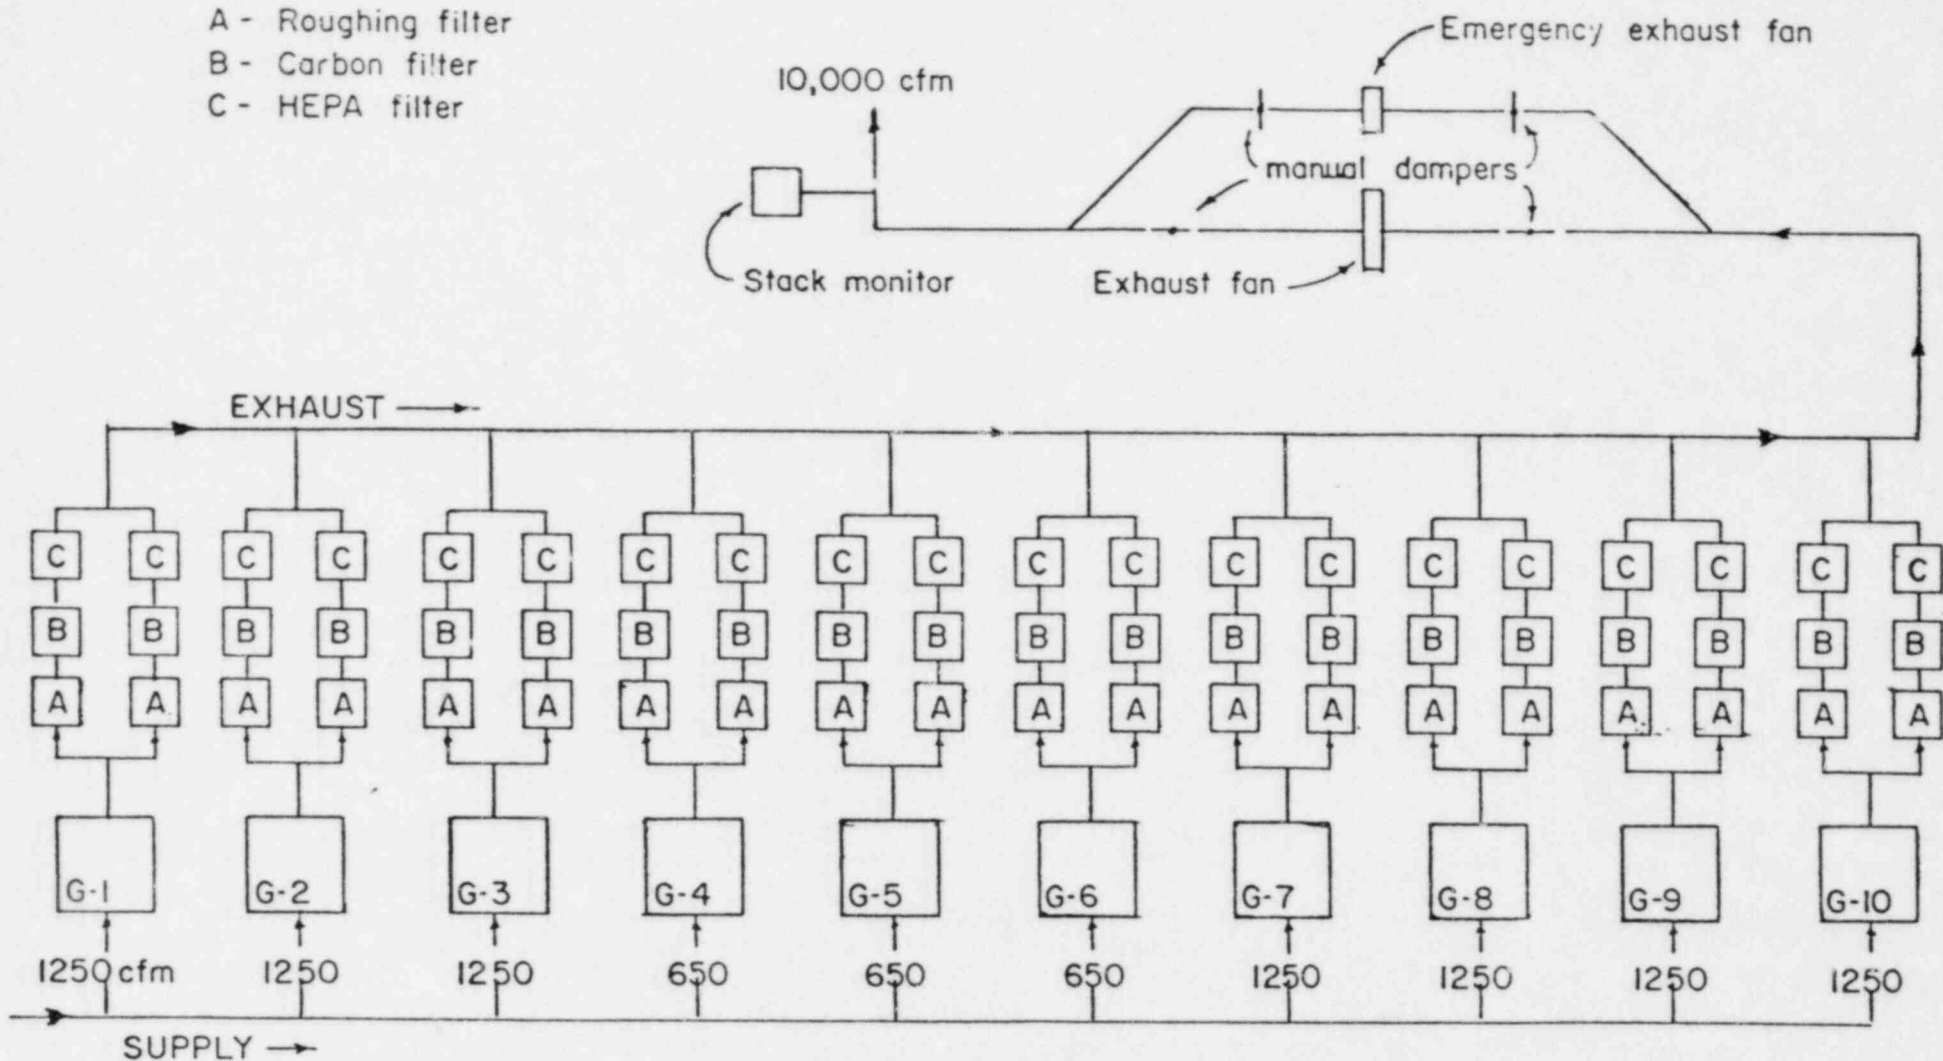 A - Roughing filter
B - Carbon filter
C - HEPA filter
Emergency exhaust fan
10,000 cfm
manual dampers
Stack monitor
Exhaust fan
EXHAUST
C C C C C C C C C C C C C C C C C C C C
B B B B B B B B B B B B B B B B B B B B
A A A A A A A A A A A A A A A A A A A A
G-1 G-2 G-3 G-4 G-5 G-6 G-7 G-8 G-9 G-10
1250 cfm 1250 1250 650 650 650 1250 1250 1250 1250
SUPPLY